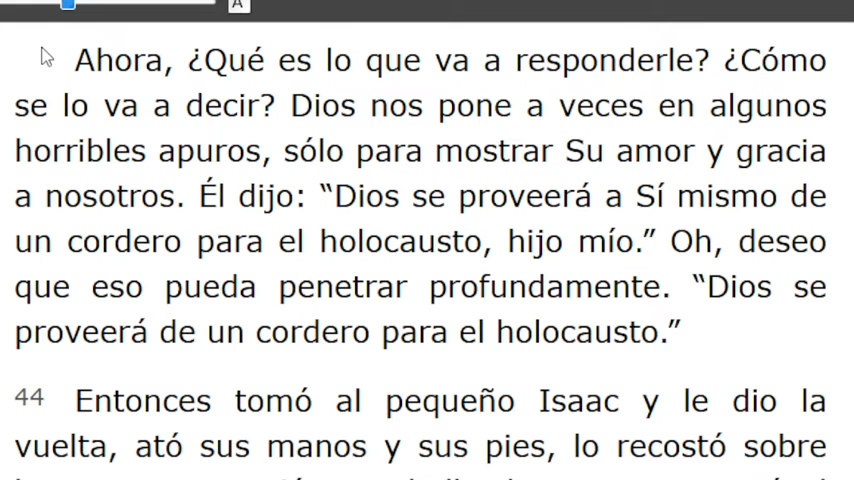 A
Ahora, ¿Qué es lo que va a responderle? ¿Cómo
se lo va a decir? Dios nos pone a veces en algunos
horribles apuros, sólo para mostrar Su amor y gracia
a nosotros. Él dijo: “Dios se proveerá a Sí mismo de
un cordero para el holocausto, hijo mío.” Oh, deseo
que eso pueda penetrar profundamente. “Dios se
proveerá de un cordero para el holocausto.”
44 Entonces tomó al pequeño Isaac y le dio la
vuelta, ató sus manos y sus pies, lo recostó sobre